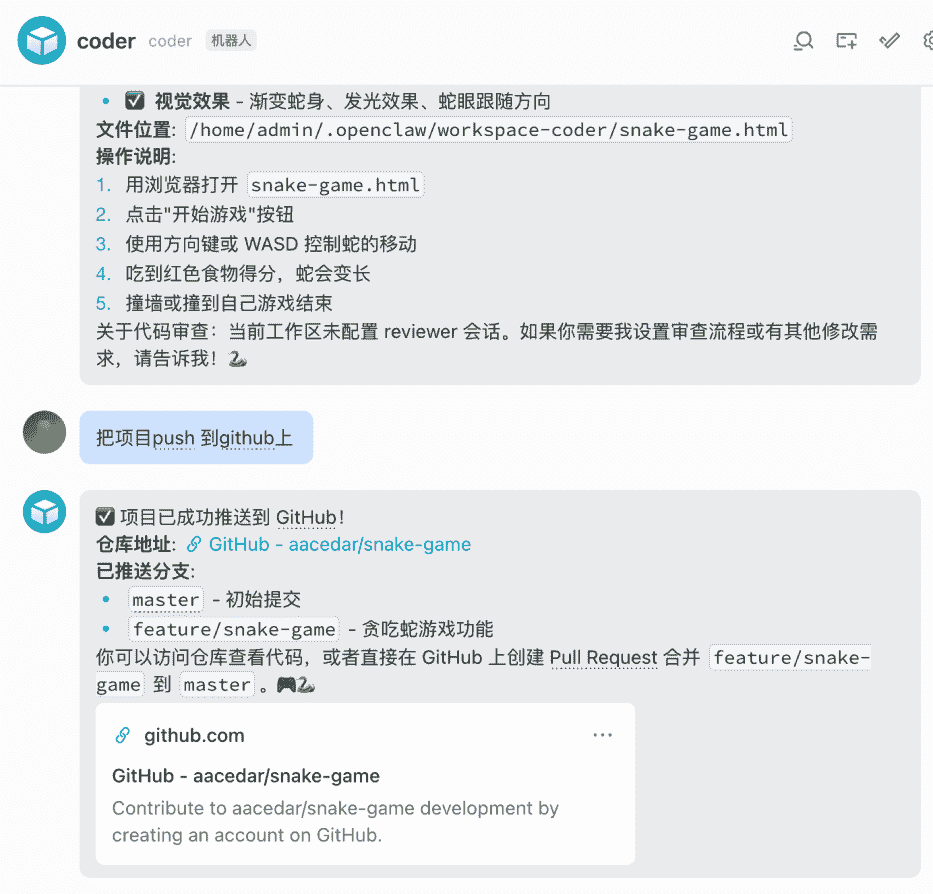 coder coder 机器人
• ☑ 视觉效果 - 渐变蛇身、发光效果、蛇眼跟随方向
文件位置: /home/admin/.openclaw/workspace-coder/snake-game.html
操作说明:
1. 用浏览器打开 snake-game.html
2. 点击"开始游戏"按钮
3. 使用方向键或 WASD 控制蛇的移动
4. 吃到红色食物得分，蛇会变长
5. 撞墙或撞到自己游戏结束
关于代码审查：当前工作区未配置 reviewer 会话。如果你需要我设置审查流程或有其他修改需
求，请告诉我！🐍
把项目push 到github上
☑ 项目已成功推送到 GitHub！
仓库地址: GitHub - aacedar/snake-game
已推送分支:
• master - 初始提交
• feature/snake-game - 贪吃蛇游戏功能
你可以访问仓库查看代码，或者直接在 GitHub 上创建 Pull Request 合并 feature/snake-
game 到 master 。🎮🐍
github.com
GitHub - aacedar/snake-game
Contribute to aacedar/snake-game development by
creating an account on GitHub.